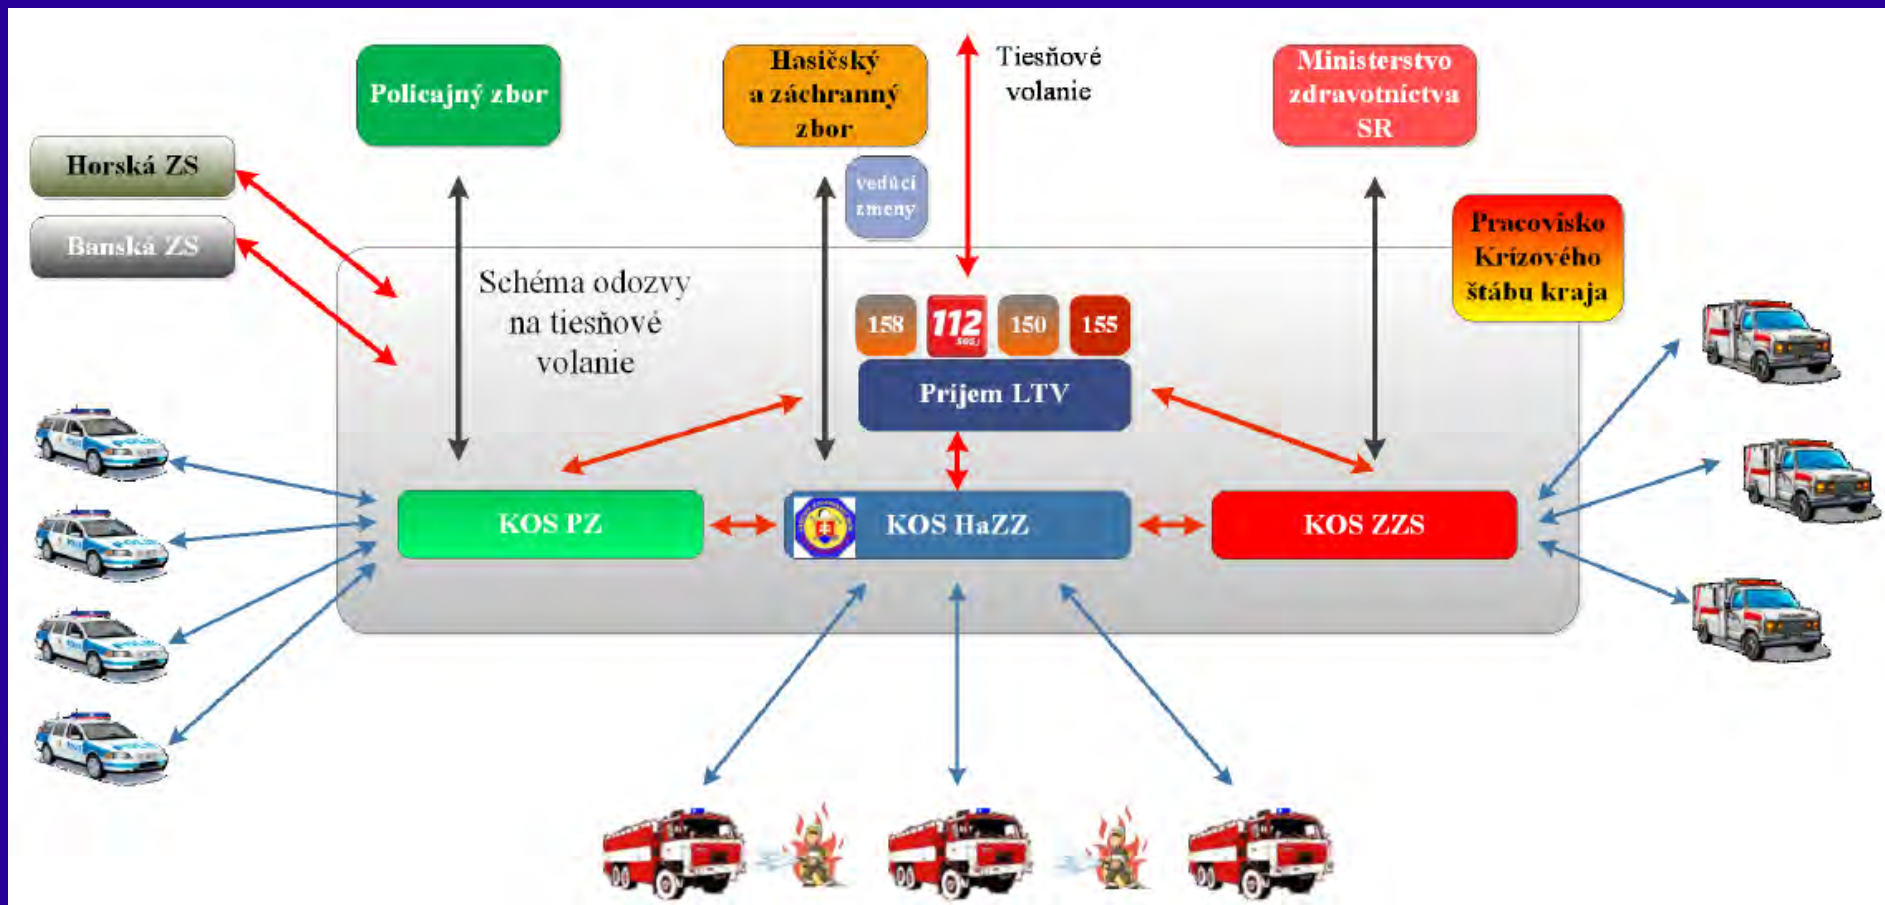 Policajný zbor
Hasičský
a záchranný
zbor
Tiesňové
volanie
Ministerstvo
zdravotníctva
SR
Horská ZS
vedúci
zmeny
Banská ZS
Pracovisko
Krízového
štábu kraja
Schéma odozvy
na tiesňové
volanie
158
112
150
155
Príjem LTV
KOS PZ
KOS HaZZ
KOS ZZS